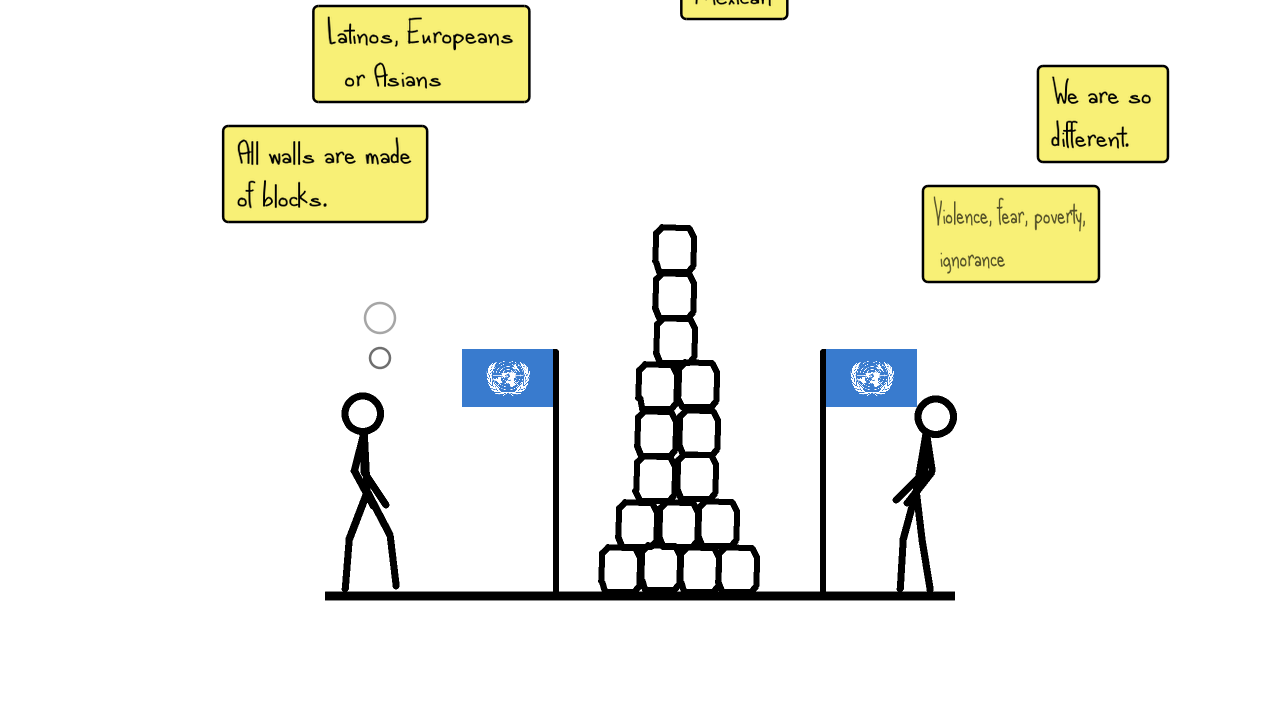 Mexican
Latinos, Europeans
or Asians
We are so
different.
All walls are made
of blocks.
Violence, fear, poverty,
ignorance